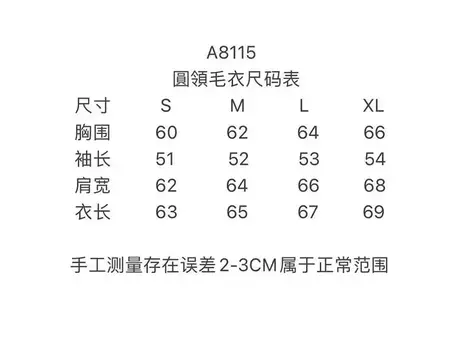 A8115
圓領毛衣尺码表
尺寸 S M L XL
胸围 60 62 64 66
袖长 51 52 53 54
肩宽 62 64 66 68
衣长 63 65 67 69
手工测量存在误差2-3CM属于正常范围